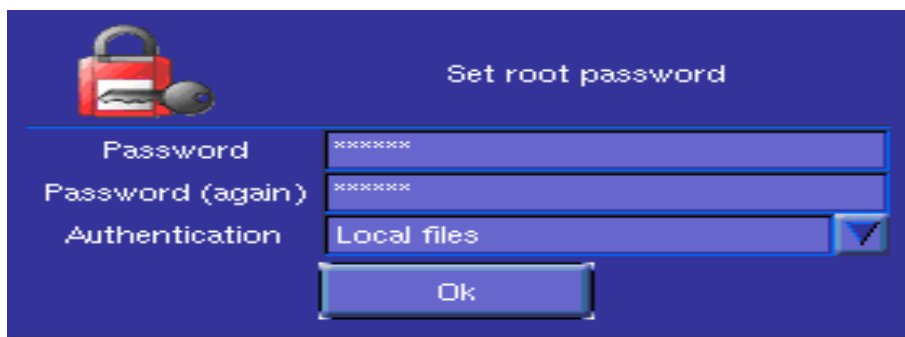 Set root password
Password ******
Password (again) ******
Authentication Local files
Ok